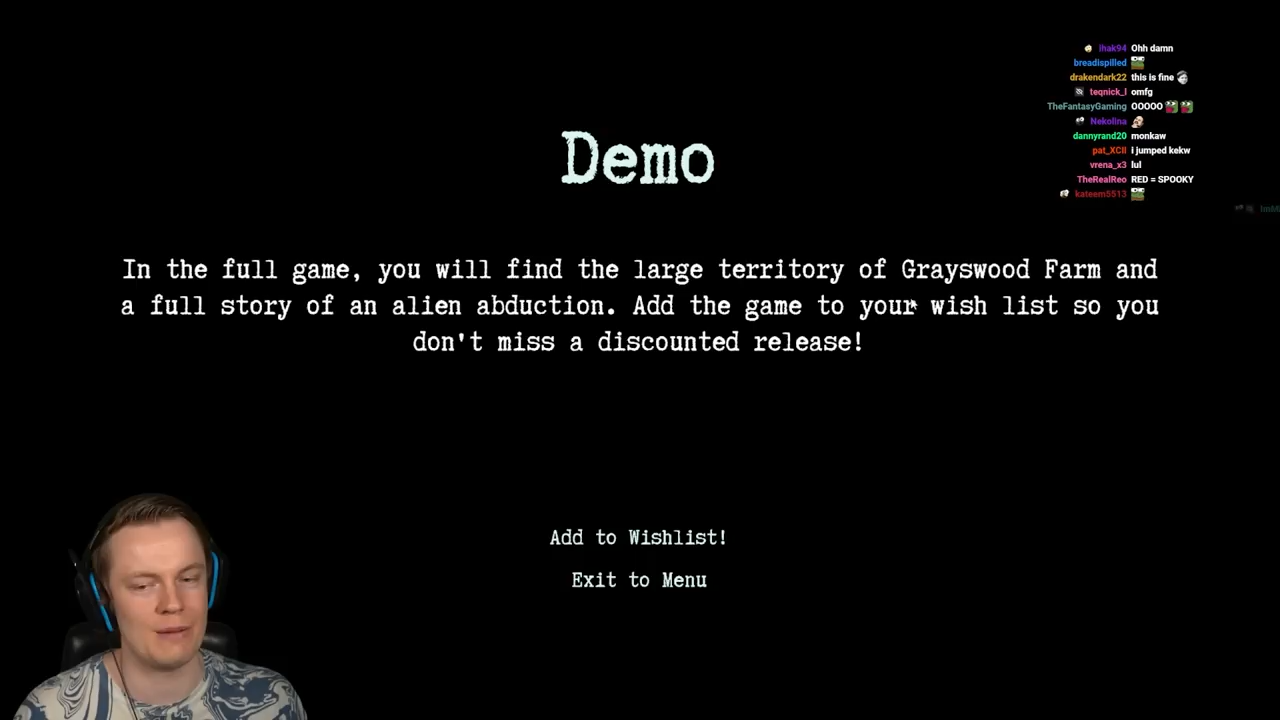 ihak94 Ohh damn
breadispilled
drakendark22 this is fine
teqnick_l omfg
TheFantasyGaming OOOOO
Nekolina
dannyrand20 monkaw
pat_XCII i jumped kekw
vrena_x3 lul
TheRealReo RED = SPOOKY
kateem5513
Demo
In the full game, you will find the large territory of Grayswood Farm and
a full story of an alien abduction. Add the game to your wish list so you
don't miss a discounted release!
Add to Wishlist!
Exit to Menu